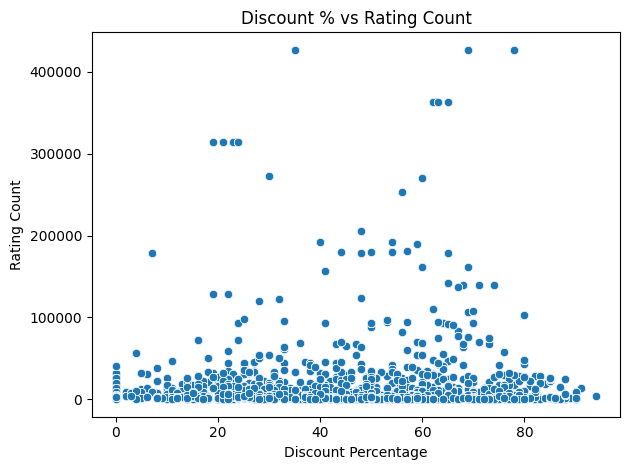 Discount % vs Rating Count
400000
300000
200000
100000
0
Rating Count
0 20 40 60 80
Discount Percentage